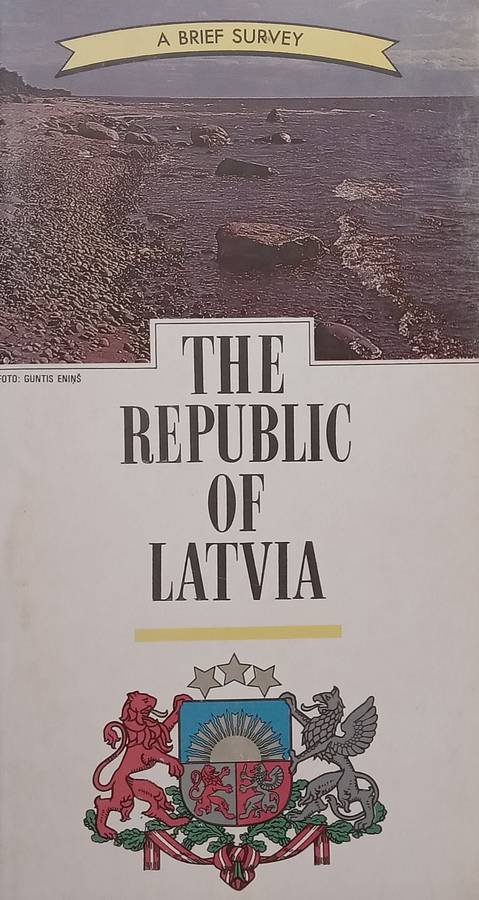 A BRIEF SURVEY
FOTO: GUNTIS ENIŅŠ
THE
REPUBLIC
OF
LATVIA